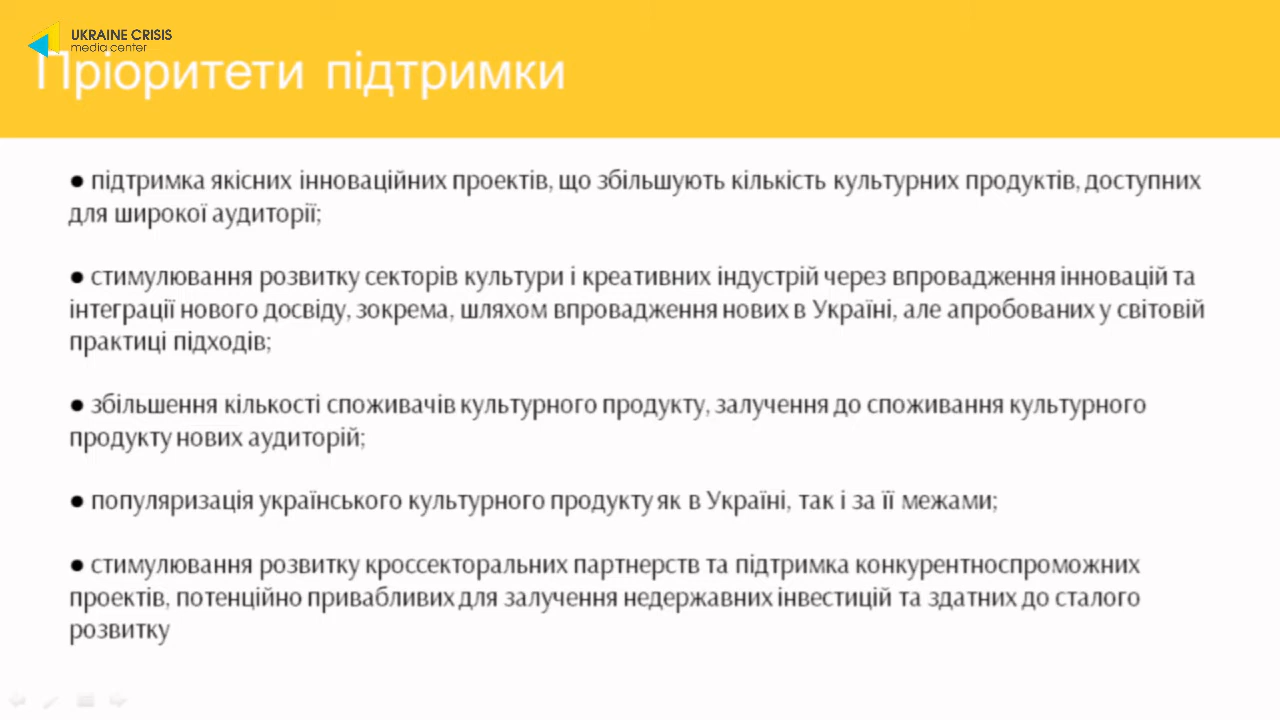 UKRAINE CRISIS
media center
Пріоритети підтримки
● підтримка якісних інноваційних проектів, що збільшують кількість культурних продуктів, доступних
для широкої аудиторії;
● стимулювання розвитку секторів культури і креативних індустрій через впровадження інновацій та
інтеграції нового досвіду, зокрема, шляхом впровадження нових в Україні, але апробованих у світовій
практиці підходів;
● збільшення кількості споживачів культурного продукту, залучення до споживання культурного
продукту нових аудиторій;
● популяризація українського культурного продукту як в Україні, так і за її межами;
● стимулювання розвитку кроссекторальних партнерств та підтримка конкурентноспроможних
проектів, потенційно привабливих для залучення недержавних інвестицій та здатних до сталого
розвитку